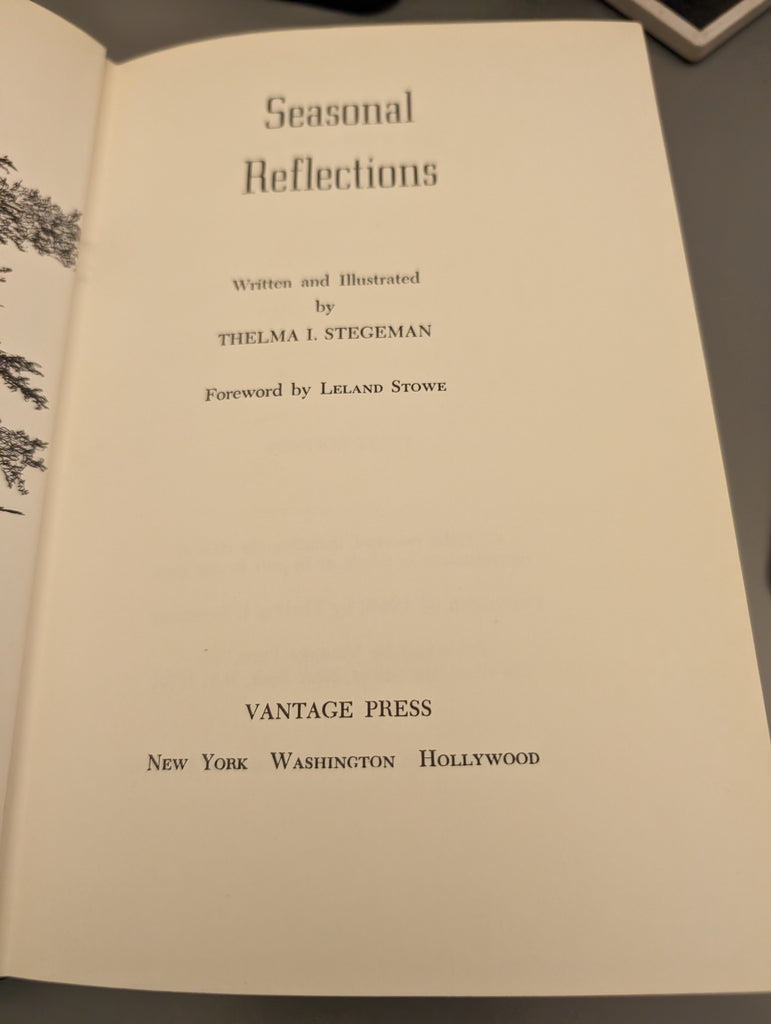 Seasonal
Reflections
Written and Illustrated
by
THELMA I. STEGEMAN
Foreword by LELAND STOWE
VANTAGE PRESS
NEW YORK WASHINGTON HOLLYWOOD